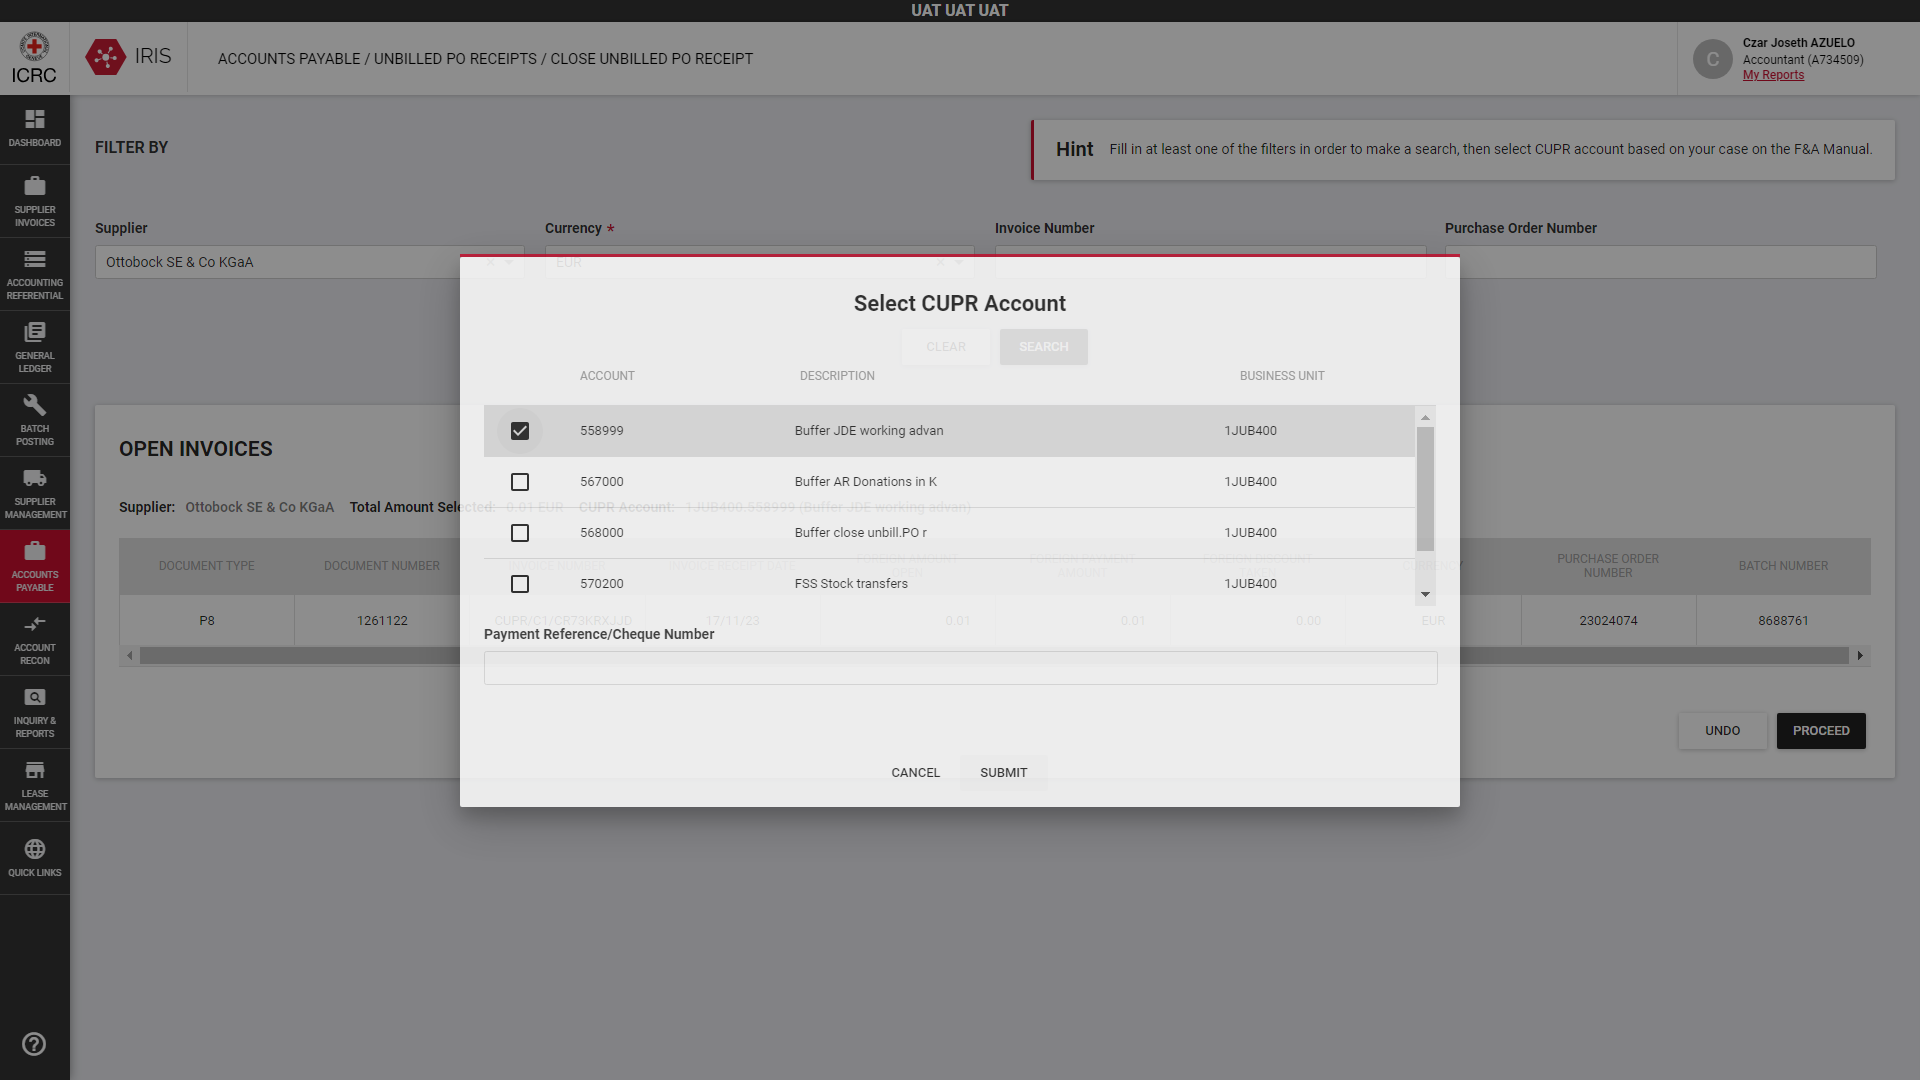 UAT UAT UAT
ICRC
IRIS
ACCOUNTS PAYABLE / UNBILLED PO RECEIPTS / CLOSE UNBILLED PO RECEIPT
C
Czar Joseth AZUELO
Accountant (A734509)
My Reports
DASHBOARD
SUPPLIER INVOICES
ACCOUNTING REFERENTIAL
GENERAL LEDGER
BATCH POSTING
SUPPLIER MANAGEMENT
ACCOUNTS PAYABLE
ACCOUNT RECON
INQUIRY & REPORTS
LEASE MANAGEMENT
QUICK LINKS
FILTER BY
Hint Fill in at least one of the filters in order to make a search, then select CUPR account based on your case on the F&A Manual.
Supplier Currency * Invoice Number Purchase Order Number
Ottobock SE & Co KGaA EUR
CLEAR SEARCH
OPEN INVOICES
Supplier: Ottobock SE & Co KGaA Total Amount Selected: 0.01 EUR CUPR Account: 1JUB400.558999 (Buffer JDE working advan)
DOCUMENT TYPE DOCUMENT NUMBER INVOICE NUMBER INVOICE RECEIPT DATE FOREIGN AMOUNT OPEN FOREIGN PAYMENT AMOUNT FOREIGN DISCOUNT TAKEN CURRENCY PURCHASE ORDER NUMBER BATCH NUMBER
P8 1261122 CUPR/C1/CR73KRXJJD 17/11/23 0.01 0.01 0.00 EUR 23024074 8688761
UNDO PROCEED
Select CUPR Account
ACCOUNT DESCRIPTION BUSINESS UNIT
558999 Buffer JDE working advan 1JUB400
567000 Buffer AR Donations in K 1JUB400
568000 Buffer close unbill.PO r 1JUB400
570200 FSS Stock transfers 1JUB400
Payment Reference/Cheque Number
CANCEL SUBMIT